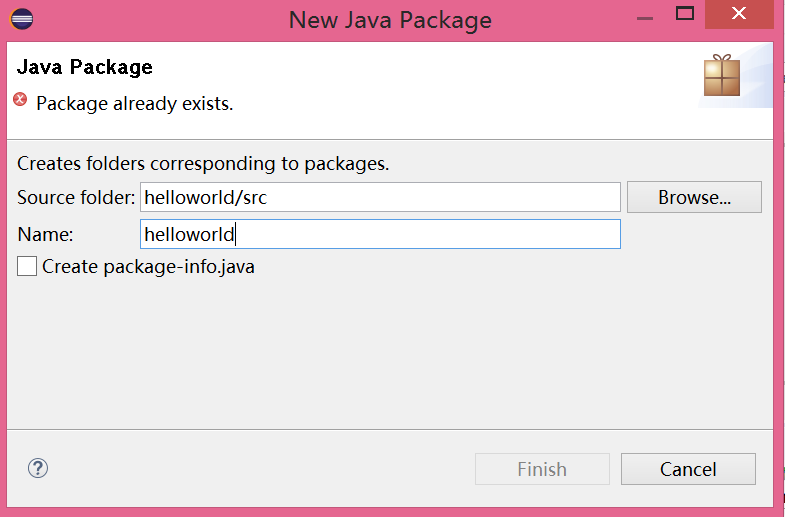 New Java Package
Java Package
Package already exists.
Creates folders corresponding to packages.
Source folder: helloworld/src Browse...
Name: helloworld
Create package-info.java
? Finish Cancel